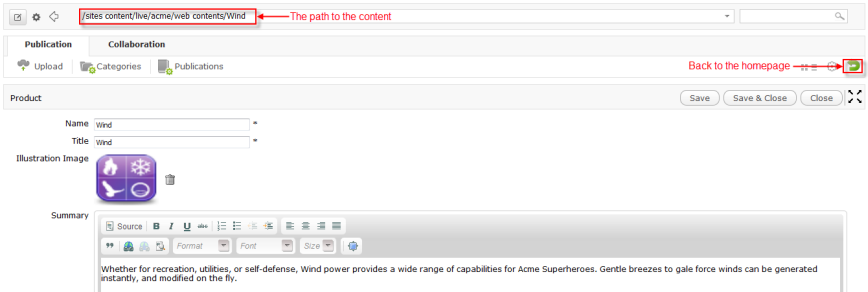 /sites content/live/acme/web contents/Wind The path to the content
Publication Collaboration
Upload Categories Publications Back to the homepage
Product Save Save & Close Close
Name Wind *
Title Wind *
Illustration Image
Summary
Source B I U abc
Format Font Size
Whether for recreation, utilities, or self-defense, Wind power provides a wide range of capabilities for Acme Superheroes. Gentle breezes to gale force winds can be generated
instantly, and modified on the fly.